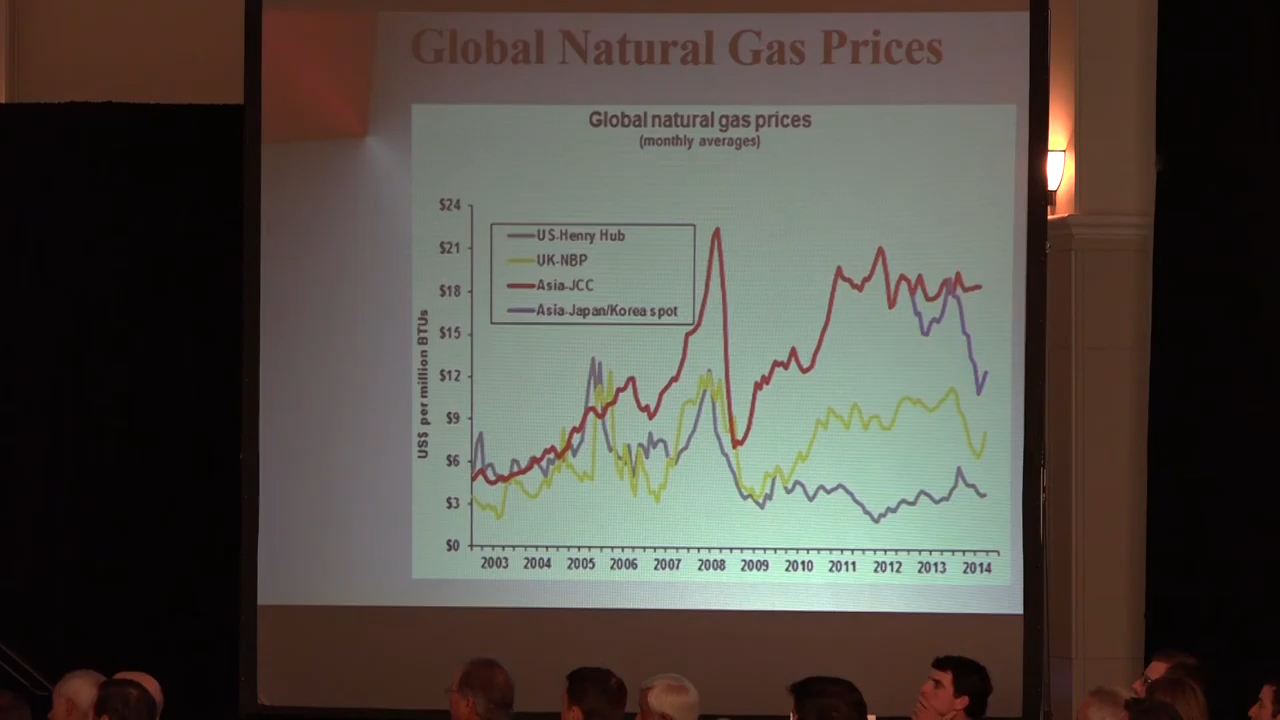 Global Natural Gas Prices
Global natural gas prices
(monthly averages)
$24
$21
$18
$15
$12
$9
$6
$3
$0
US$ per million BTUs
US-Henry Hub
UK-NBP
Asia-JCC
Asia-Japan/Korea spot
2003 2004 2005 2006 2007 2008 2009 2010 2011 2012 2013 2014